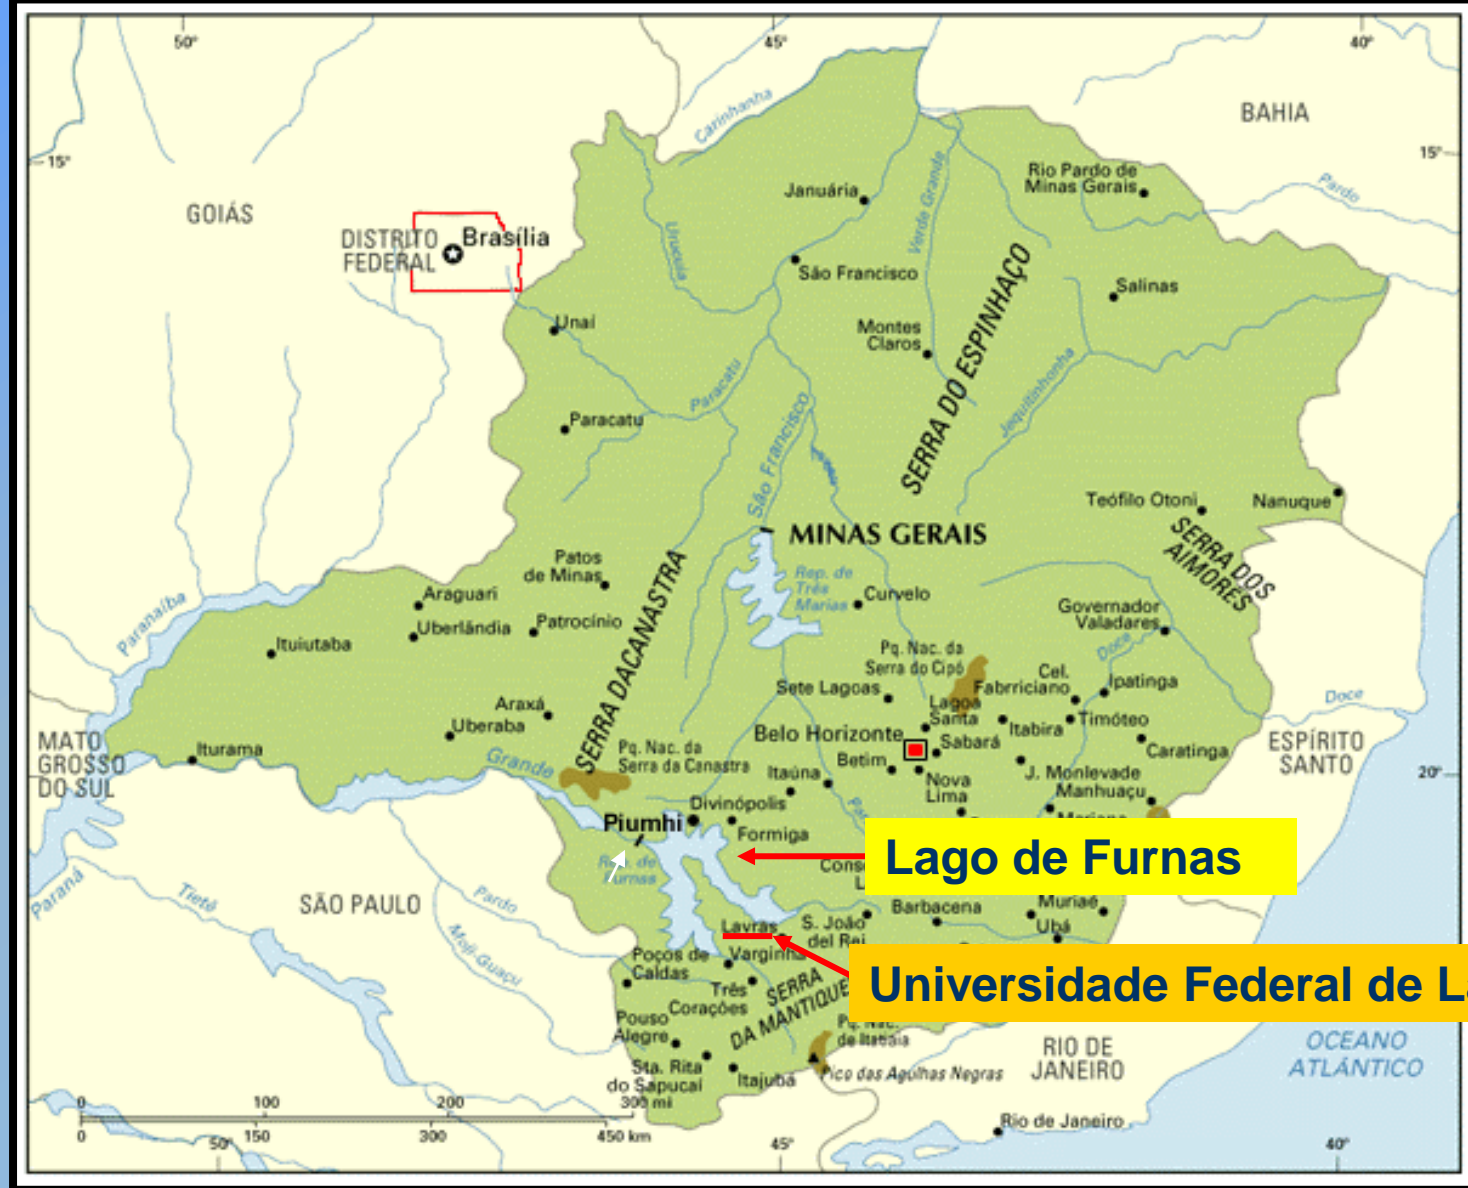 50°
45°
40°
BAHIA
Carinhanha
15°
15°
Rio Pardo de
Minas Gerais
Pardo
Januária
Verde Grande
GOIÁS
DISTRITO
FEDERAL
Brasília
Urucuia
São Francisco
Salinas
Unaí
Montes
Claros
SERRA DO ESPINHAÇO
Paracatu
Jequitinhonha
Paracatu
São Francisco
Teófilo Otoni
Nanuque
SERRA DOS
AIMORES
MINAS GERAIS
Patos
de Minas
Rep. de
Três
Marias
Curvelo
Araguari
Uberlândia
Patrocínio
SERRA DACANASTRA
Governador
Valadares
Paranaíba
Ituiutaba
Doce
Pq. Nac. da
Serra do Cipó
Cel.
Fabrriciano
Ipatinga
Sete Lagoas
Lagoa
Santa
Itabira
Timóteo
Doce
Araxá
Uberaba
Belo Horizonte
Sabará
Caratinga
ESPÍRITO
SANTO
MATO
GROSSO
DO SUL
Iturama
Grande
Pq. Nac. da
Serra da Canastra
Itaúna
Betim
Nova
Lima
J. Monlevade
Manhuaçu
20°
Divinópolis
Piumhi
Formiga
Lago de Furnas
Rep. de
Furnas
Paraná
Tietê
SÃO PAULO
Pardo
Moji-Guaçu
Barbacena
Muriaé
Ubá
Lavras
S. João
del Rei
Varginha
Poços de
Caldas
Três
Corações
SERRA
DA MANTIQUE
Universidade Federal de L
Pouso
Alegre
Pq. Nac.
de Itatiaia
RIO DE
JANEIRO
OCEANO
ATLÁNTICO
Sta. Rita
do Sapucaí
Itajubá
Pico das Agulhas Negras
100
200
300 mi
0
150
300
450 km
0
50°
45°
40°
Rio de Janeiro